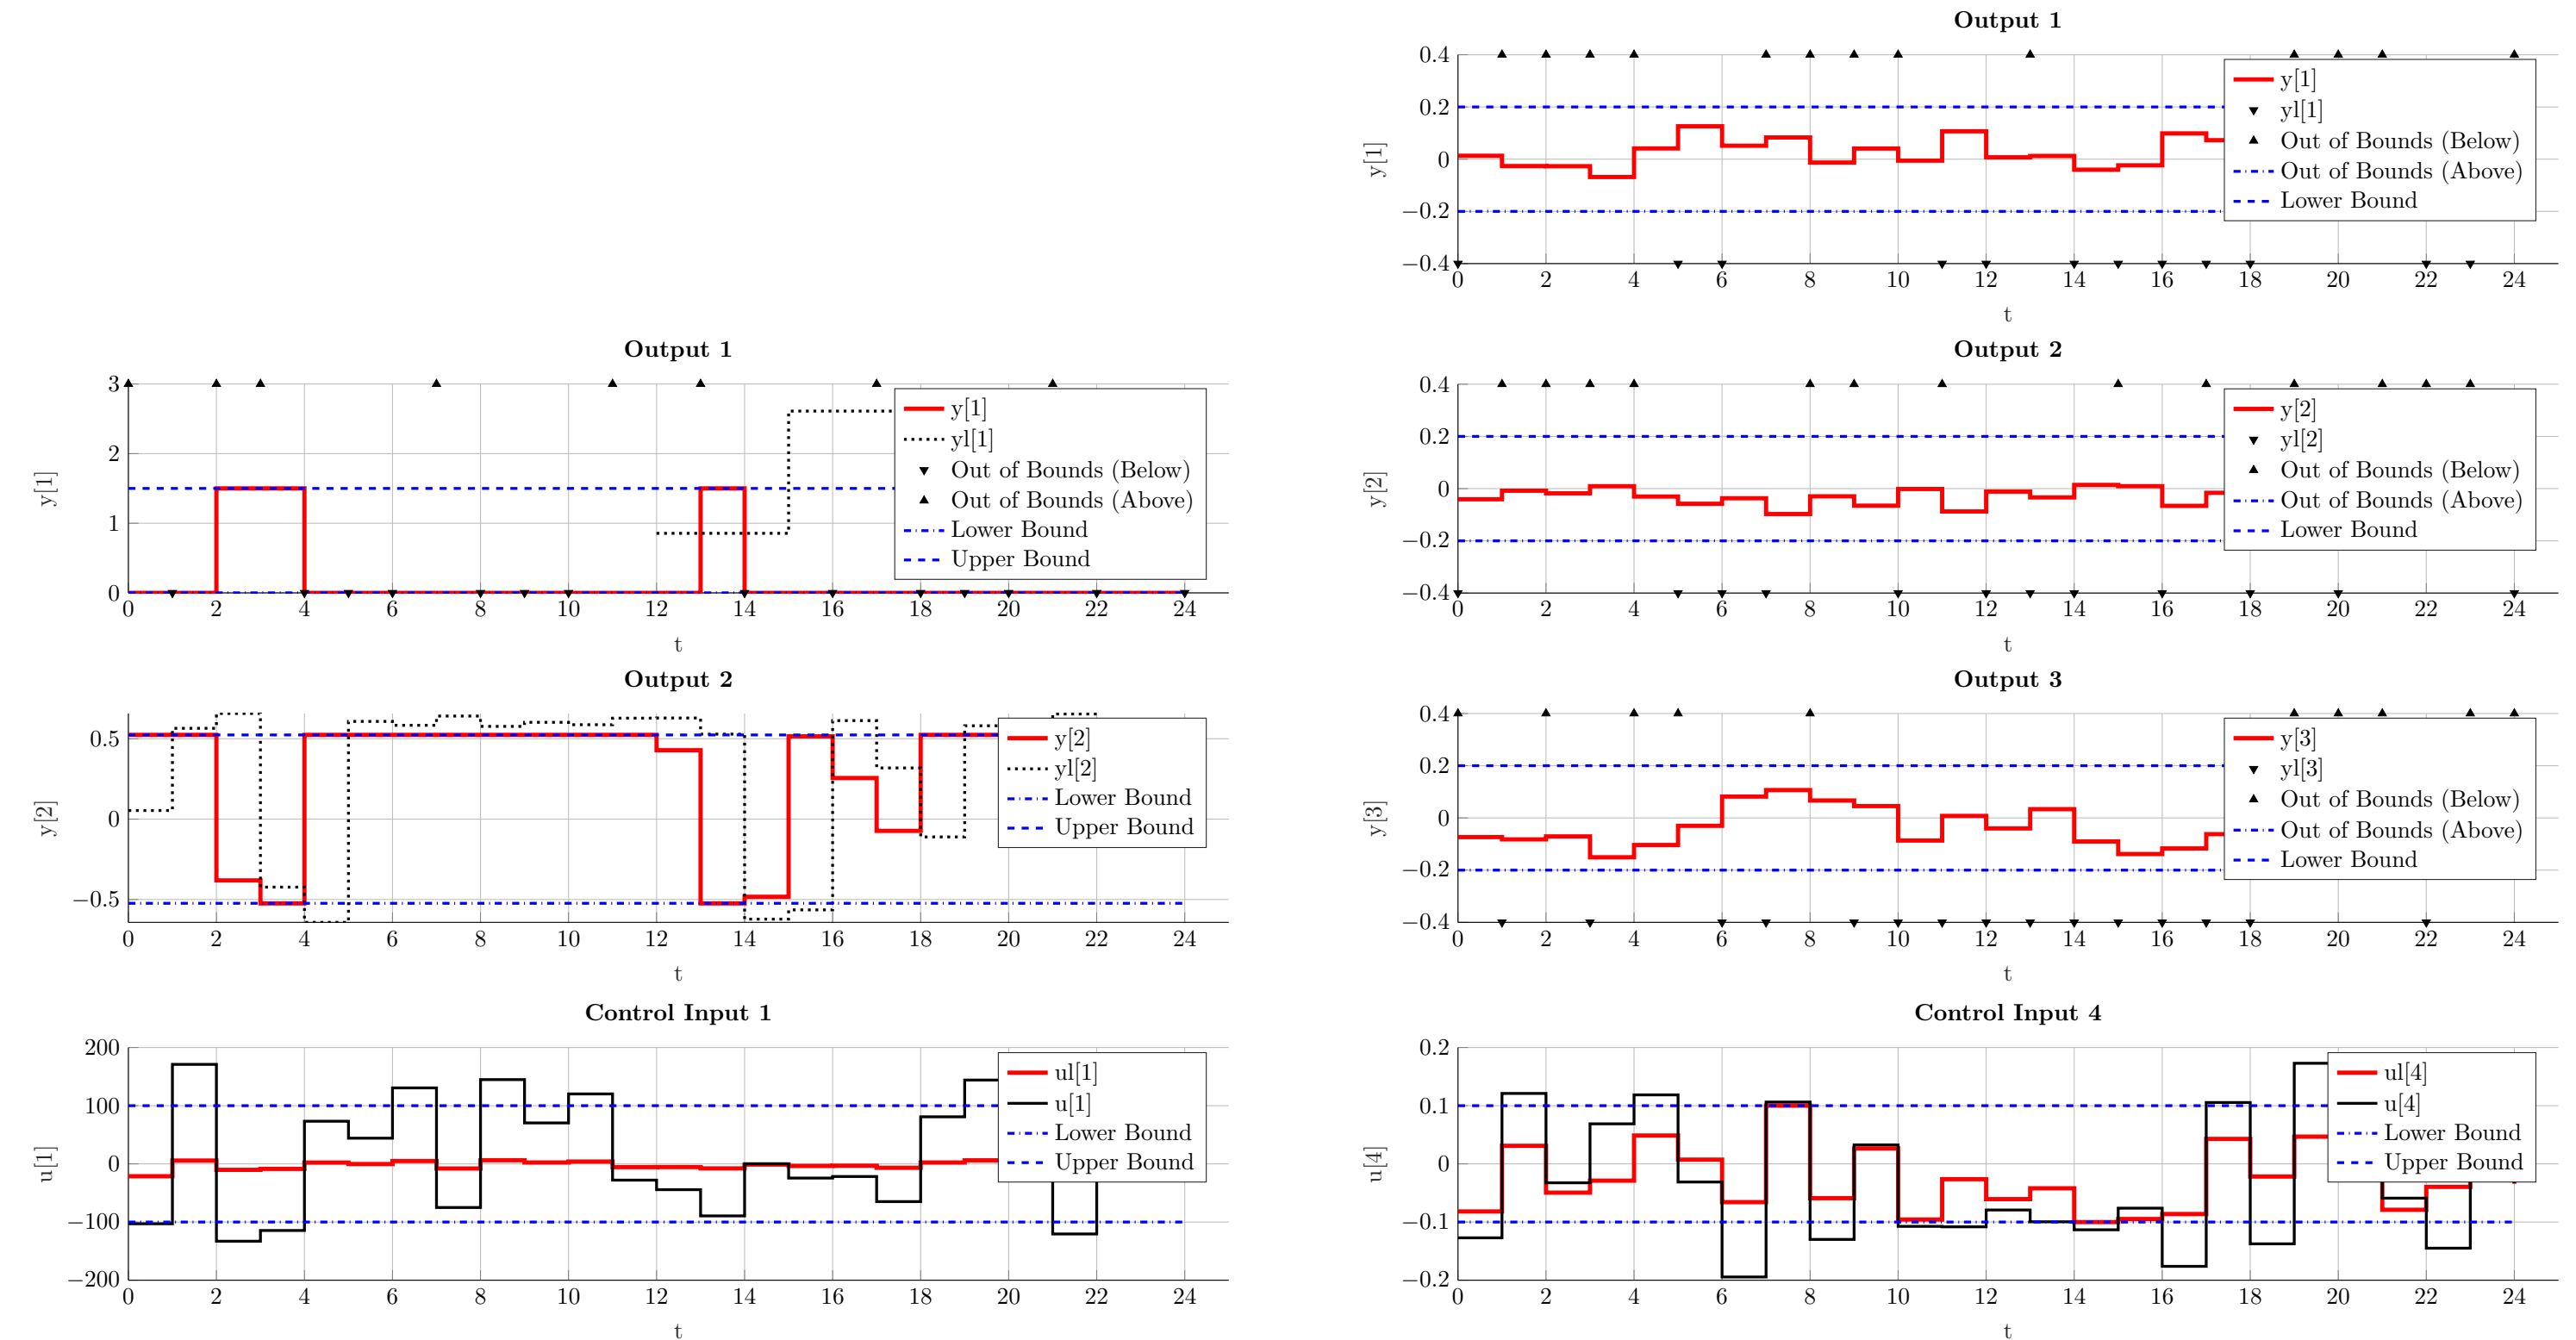 Output 1
0.4
0.2
0
−0.2
−0.4
y[1]
y[1]
yl[1]
Out of Bounds (Below)
Out of Bounds (Above)
Lower Bound
0 2 4 6 8 10 12 14 16 18 20 22 24
t
Output 1
3
2
1
0
y[1]
y[1]
yl[1]
Out of Bounds (Below)
Out of Bounds (Above)
Lower Bound
Upper Bound
0 2 4 6 8 10 12 14 16 18 20 22 24
t
Output 2
0.4
0.2
0
−0.2
−0.4
y[2]
y[2]
yl[2]
Out of Bounds (Below)
Out of Bounds (Above)
Lower Bound
0 2 4 6 8 10 12 14 16 18 20 22 24
t
Output 2
0.5
0
−0.5
y[2]
y[2]
yl[2]
Lower Bound
Upper Bound
0 2 4 6 8 10 12 14 16 18 20 22 24
t
Output 3
0.4
0.2
0
−0.2
−0.4
y[3]
y[3]
yl[3]
Out of Bounds (Below)
Out of Bounds (Above)
Lower Bound
0 2 4 6 8 10 12 14 16 18 20 22 24
t
Control Input 1
200
100
0
−100
−200
u[1]
ul[1]
u[1]
Lower Bound
Upper Bound
0 2 4 6 8 10 12 14 16 18 20 22 24
t
Control Input 4
0.2
0.1
0
−0.1
−0.2
u[4]
ul[4]
u[4]
Lower Bound
Upper Bound
0 2 4 6 8 10 12 14 16 18 20 22 24
t